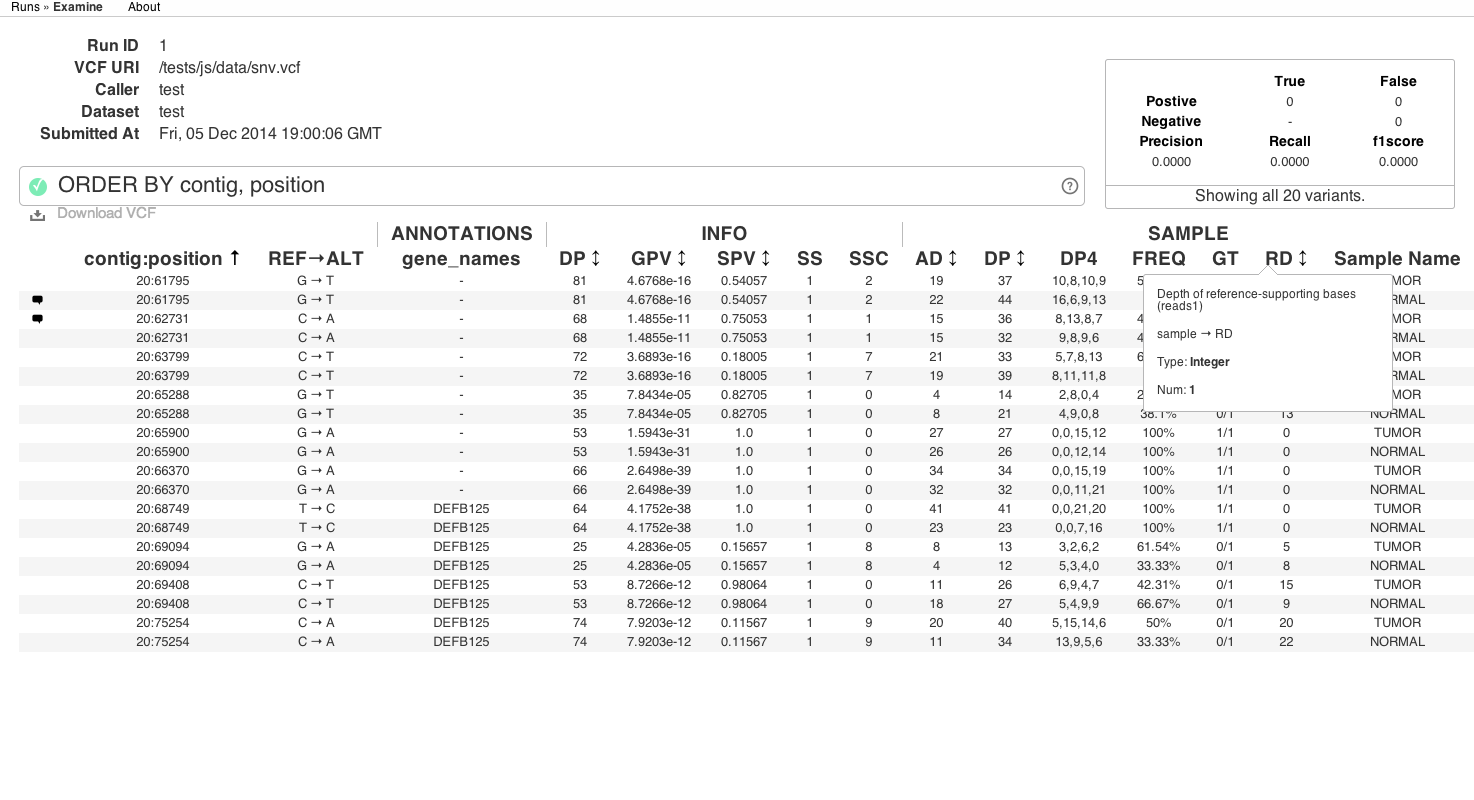 Runs » Examine About
Run ID 1
VCF URI /tests/js/data/snv.vcf
Caller test
Dataset test
Submitted At Fri, 05 Dec 2014 19:00:06 GMT
True False
Postive 0 0
Negative - 0
Precision Recall f1score
0.0000 0.0000 0.0000
Showing all 20 variants.
ORDER BY contig, position ?
Download VCF
ANNOTATIONS INFO SAMPLE
contig:position ↑ REF→ALT gene_names DP ↕ GPV ↕ SPV ↕ SS SSC AD ↕ DP ↕ DP4 FREQ GT RD ↕ Sample Name
20:61795 G → T - 81 4.6768e-16 0.54057 1 2 19 37 10,8,10,9
20:61795 G → T - 81 4.6768e-16 0.54057 1 2 22 44 16,6,9,13
20:62731 C → A - 68 1.4855e-11 0.75053 1 1 15 36 8,13,8,7
20:62731 C → A - 68 1.4855e-11 0.75053 1 1 15 32 9,8,9,6
20:63799 C → T - 72 3.6893e-16 0.18005 1 7 21 33 5,7,8,13
20:63799 C → T - 72 3.6893e-16 0.18005 1 7 19 39 8,11,11,8
20:65288 G → T - 35 7.8434e-05 0.82705 1 0 4 14 2,8,0,4
20:65288 G → T - 35 7.8434e-05 0.82705 1 0 8 21 4,9,0,8 38.1% 0/1 13 NORMAL
Depth of reference-supporting bases
(reads1)
sample → RD
Type: Integer
Num: 1
20:65900 G → A - 53 1.5943e-31 1.0 1 0 27 27 0,0,15,12 100% 1/1 0 TUMOR
20:65900 G → A - 53 1.5943e-31 1.0 1 0 26 26 0,0,12,14 100% 1/1 0 NORMAL
20:66370 G → A - 66 2.6498e-39 1.0 1 0 34 34 0,0,15,19 100% 1/1 0 TUMOR
20:66370 G → A - 66 2.6498e-39 1.0 1 0 32 32 0,0,11,21 100% 1/1 0 NORMAL
20:68749 T → C DEFB125 64 4.1752e-38 1.0 1 0 41 41 0,0,21,20 100% 1/1 0 TUMOR
20:68749 T → C DEFB125 64 4.1752e-38 1.0 1 0 23 23 0,0,7,16 100% 1/1 0 NORMAL
20:69094 G → A DEFB125 25 4.2836e-05 0.15657 1 8 8 13 3,2,6,2 61.54% 0/1 5 TUMOR
20:69094 G → A DEFB125 25 4.2836e-05 0.15657 1 8 4 12 5,3,4,0 33.33% 0/1 8 NORMAL
20:69408 C → T DEFB125 53 8.7266e-12 0.98064 1 0 11 26 6,9,4,7 42.31% 0/1 15 TUMOR
20:69408 C → T DEFB125 53 8.7266e-12 0.98064 1 0 18 27 5,4,9,9 66.67% 0/1 9 NORMAL
20:75254 C → A DEFB125 74 7.9203e-12 0.11567 1 9 20 40 5,15,14,6 50% 0/1 20 TUMOR
20:75254 C → A DEFB125 74 7.9203e-12 0.11567 1 9 11 34 13,9,5,6 33.33% 0/1 22 NORMAL